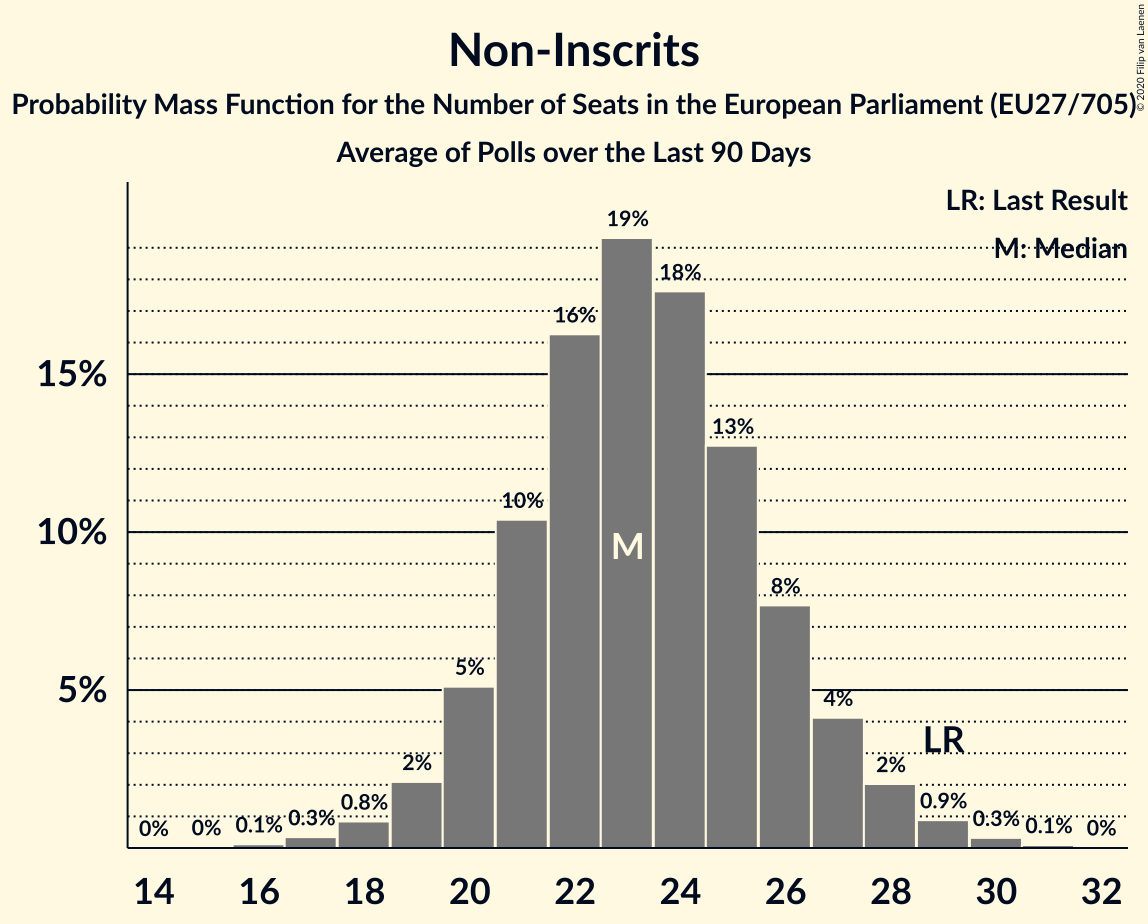 Non-Inscrits
Probability Mass Function for the Number of Seats in the European Parliament (EU27/705)
Average of Polls over the Last 90 Days
© 2020 Filip van Laenen
LR: Last Result
M: Median
19%
18%
16%
15%
13%
10%
10%
M
8%
5%
5%
4%
LR
2%
2%
0.8%
0.9%
0% 0% 0.1% 0.3% 0.3% 0.1% 0%
14 16 18 20 22 24 26 28 30 32